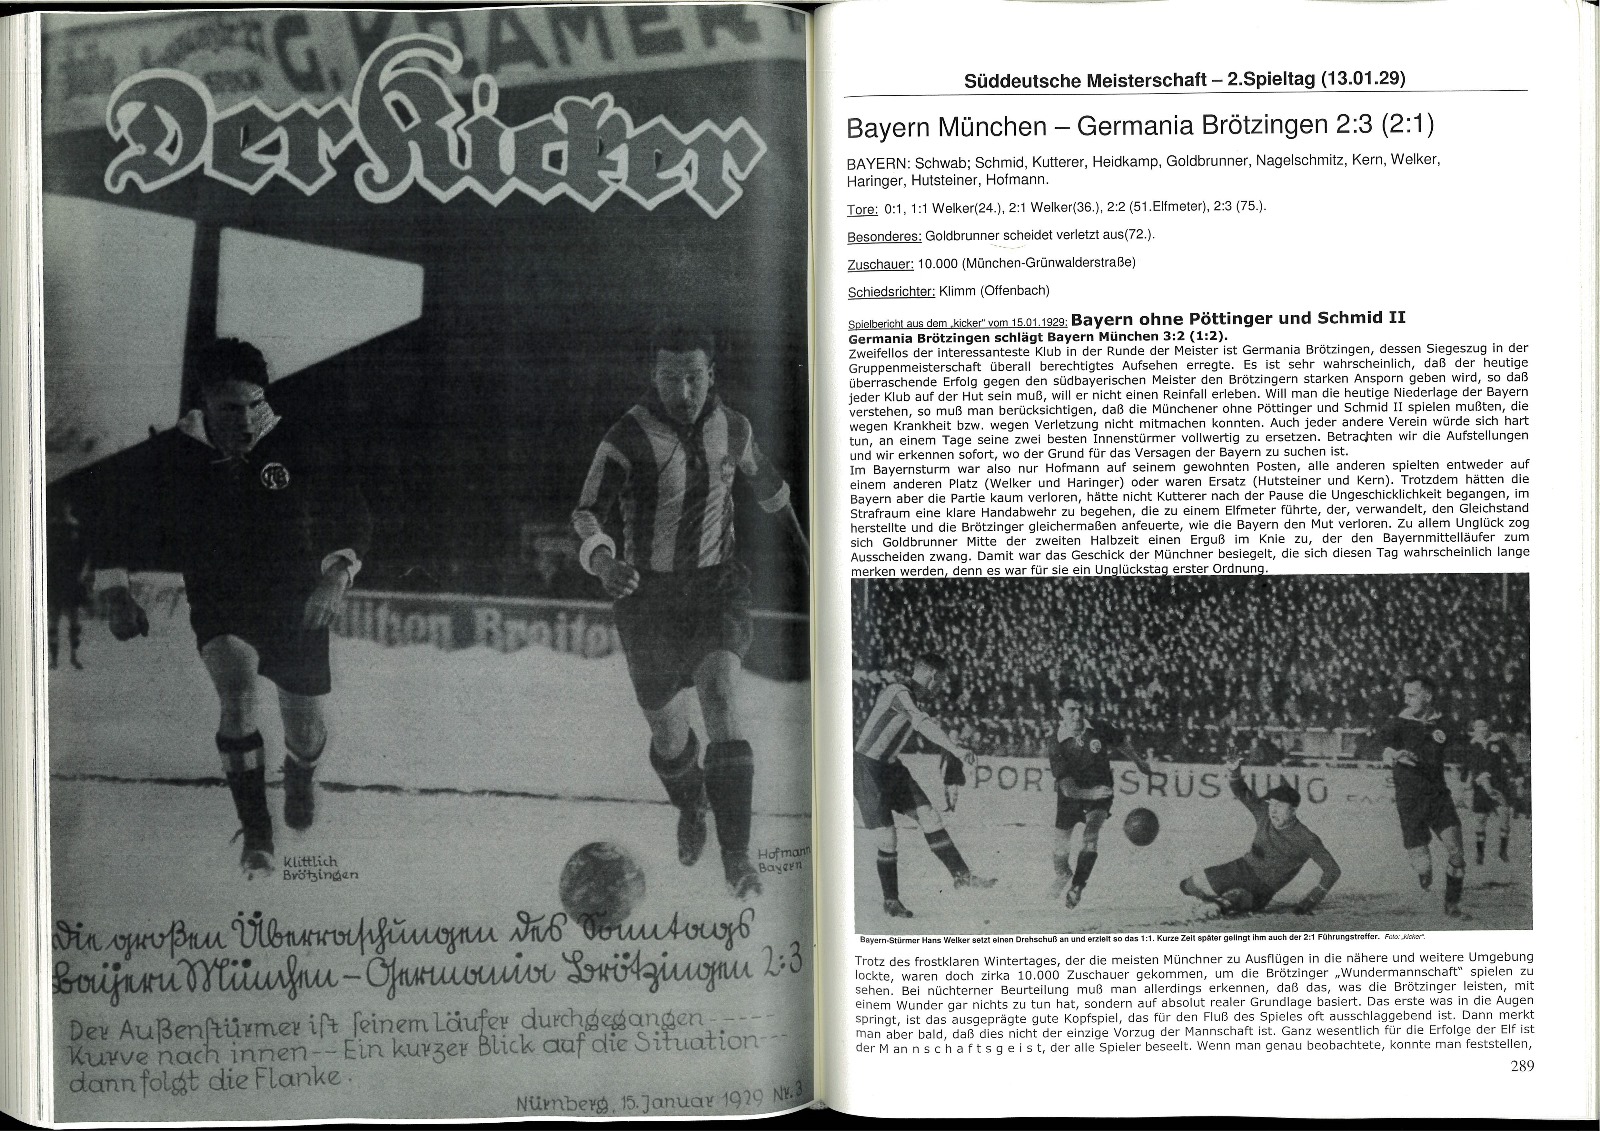 G. KRÄMER
Der Kicker
Klittlich
Brötzingen
Hofmann
Bayern
Die großen Überraschungen des Sonntags
Bayern München – Germania Brötzingen 2:3
Der Außenstürmer ist seinem Läufer durchgegangen - - - - -
Kurve nach innen -- Ein kurzer Blick auf die Situation - - -
dann folgt die Flanke.
Nürnberg, 15. Januar 1929 Nr. 3
Süddeutsche Meisterschaft – 2.Spieltag (13.01.29)
Bayern München – Germania Brötzingen 2:3 (2:1)
BAYERN: Schwab; Schmid, Kutterer, Heidkamp, Goldbrunner, Nagelschmitz, Kern, Welker,
Haringer, Hutsteiner, Hofmann.
Tore: 0:1, 1:1 Welker(24.), 2:1 Welker(36.), 2:2 (51.Elfmeter), 2:3 (75.).
Besonderes: Goldbrunner scheidet verletzt aus(72.).
Zuschauer: 10.000 (München-Grünwalderstraße)
Schiedsrichter: Klimm (Offenbach)
Spielbericht aus dem „kicker" vom 15.01.1929: Bayern ohne Pöttinger und Schmid II
Germania Brötzingen schlägt Bayern München 3:2 (1:2).
Zweifellos der interessanteste Klub in der Runde der Meister ist Germania Brötzingen, dessen Siegeszug in der
Gruppenmeisterschaft überall berechtigtes Aufsehen erregte. Es ist sehr wahrscheinlich, daß der heutige
überraschende Erfolg gegen den südbayerischen Meister den Brötzingern starken Ansporn geben wird, so daß
jeder Klub auf der Hut sein muß, will er nicht einen Reinfall erleben. Will man die heutige Niederlage der Bayern
verstehen, so muß man berücksichtigen, daß die Münchener ohne Pöttinger und Schmid II spielen mußten, die
wegen Krankheit bzw. wegen Verletzung nicht mitmachen konnten. Auch jeder andere Verein würde sich hart
tun, an einem Tage seine zwei besten Innenstürmer vollwertig zu ersetzen. Betrachten wir die Aufstellungen
und wir erkennen sofort, wo der Grund für das Versagen der Bayern zu suchen ist.
Im Bayernsturm war also nur Hofmann auf seinem gewohnten Posten, alle anderen spielten entweder auf
einem anderen Platz (Welker und Haringer) oder waren Ersatz (Hutsteiner und Kern). Trotzdem hätten die
Bayern aber die Partie kaum verloren, hätte nicht Kutterer nach der Pause die Ungeschicklichkeit begangen, im
Strafraum eine klare Handabwehr zu begehen, die zu einem Elfmeter führte, der, verwandelt, den Gleichstand
herstellte und die Brötzinger gleichermaßen anfeuerte, wie die Bayern den Mut verloren. Zu allem Unglück zog
sich Goldbrunner Mitte der zweiten Halbzeit einen Erguß im Knie zu, der den Bayernmittelläufer zum
Ausscheiden zwang. Damit war das Geschick der Münchner besiegelt, die sich diesen Tag wahrscheinlich lange
merken werden, denn es war für sie ein Unglückstag erster Ordnung.
Bayern-Stürmer Hans Welker setzt einen Drehschuß an und erzielt so das 1:1. Kurze Zeit später gelingt ihm auch der 2:1 Führungstreffer. Foto: „kicker".
Trotz des frostklaren Wintertages, der die meisten Münchner zu Ausflügen in die nähere und weitere Umgebung
lockte, waren doch zirka 10.000 Zuschauer gekommen, um die Brötzinger „Wundermannschaft" spielen zu
sehen. Bei nüchterner Beurteilung muß man allerdings erkennen, daß das, was die Brötzinger leisten, mit
einem Wunder gar nichts zu tun hat, sondern auf absolut realer Grundlage basiert. Das erste was in die Augen
springt, ist das ausgeprägte gute Kopfspiel, das für den Fluß des Spieles oft ausschlaggebend ist. Dann merkt
man aber bald, daß dies nicht der einzige Vorzug der Mannschaft ist. Ganz wesentlich für die Erfolge der Elf ist
der M a n n s c h a f t s g e i s t, der alle Spieler beseelt. Wenn man genau beobachtete, konnte man feststellen,
289